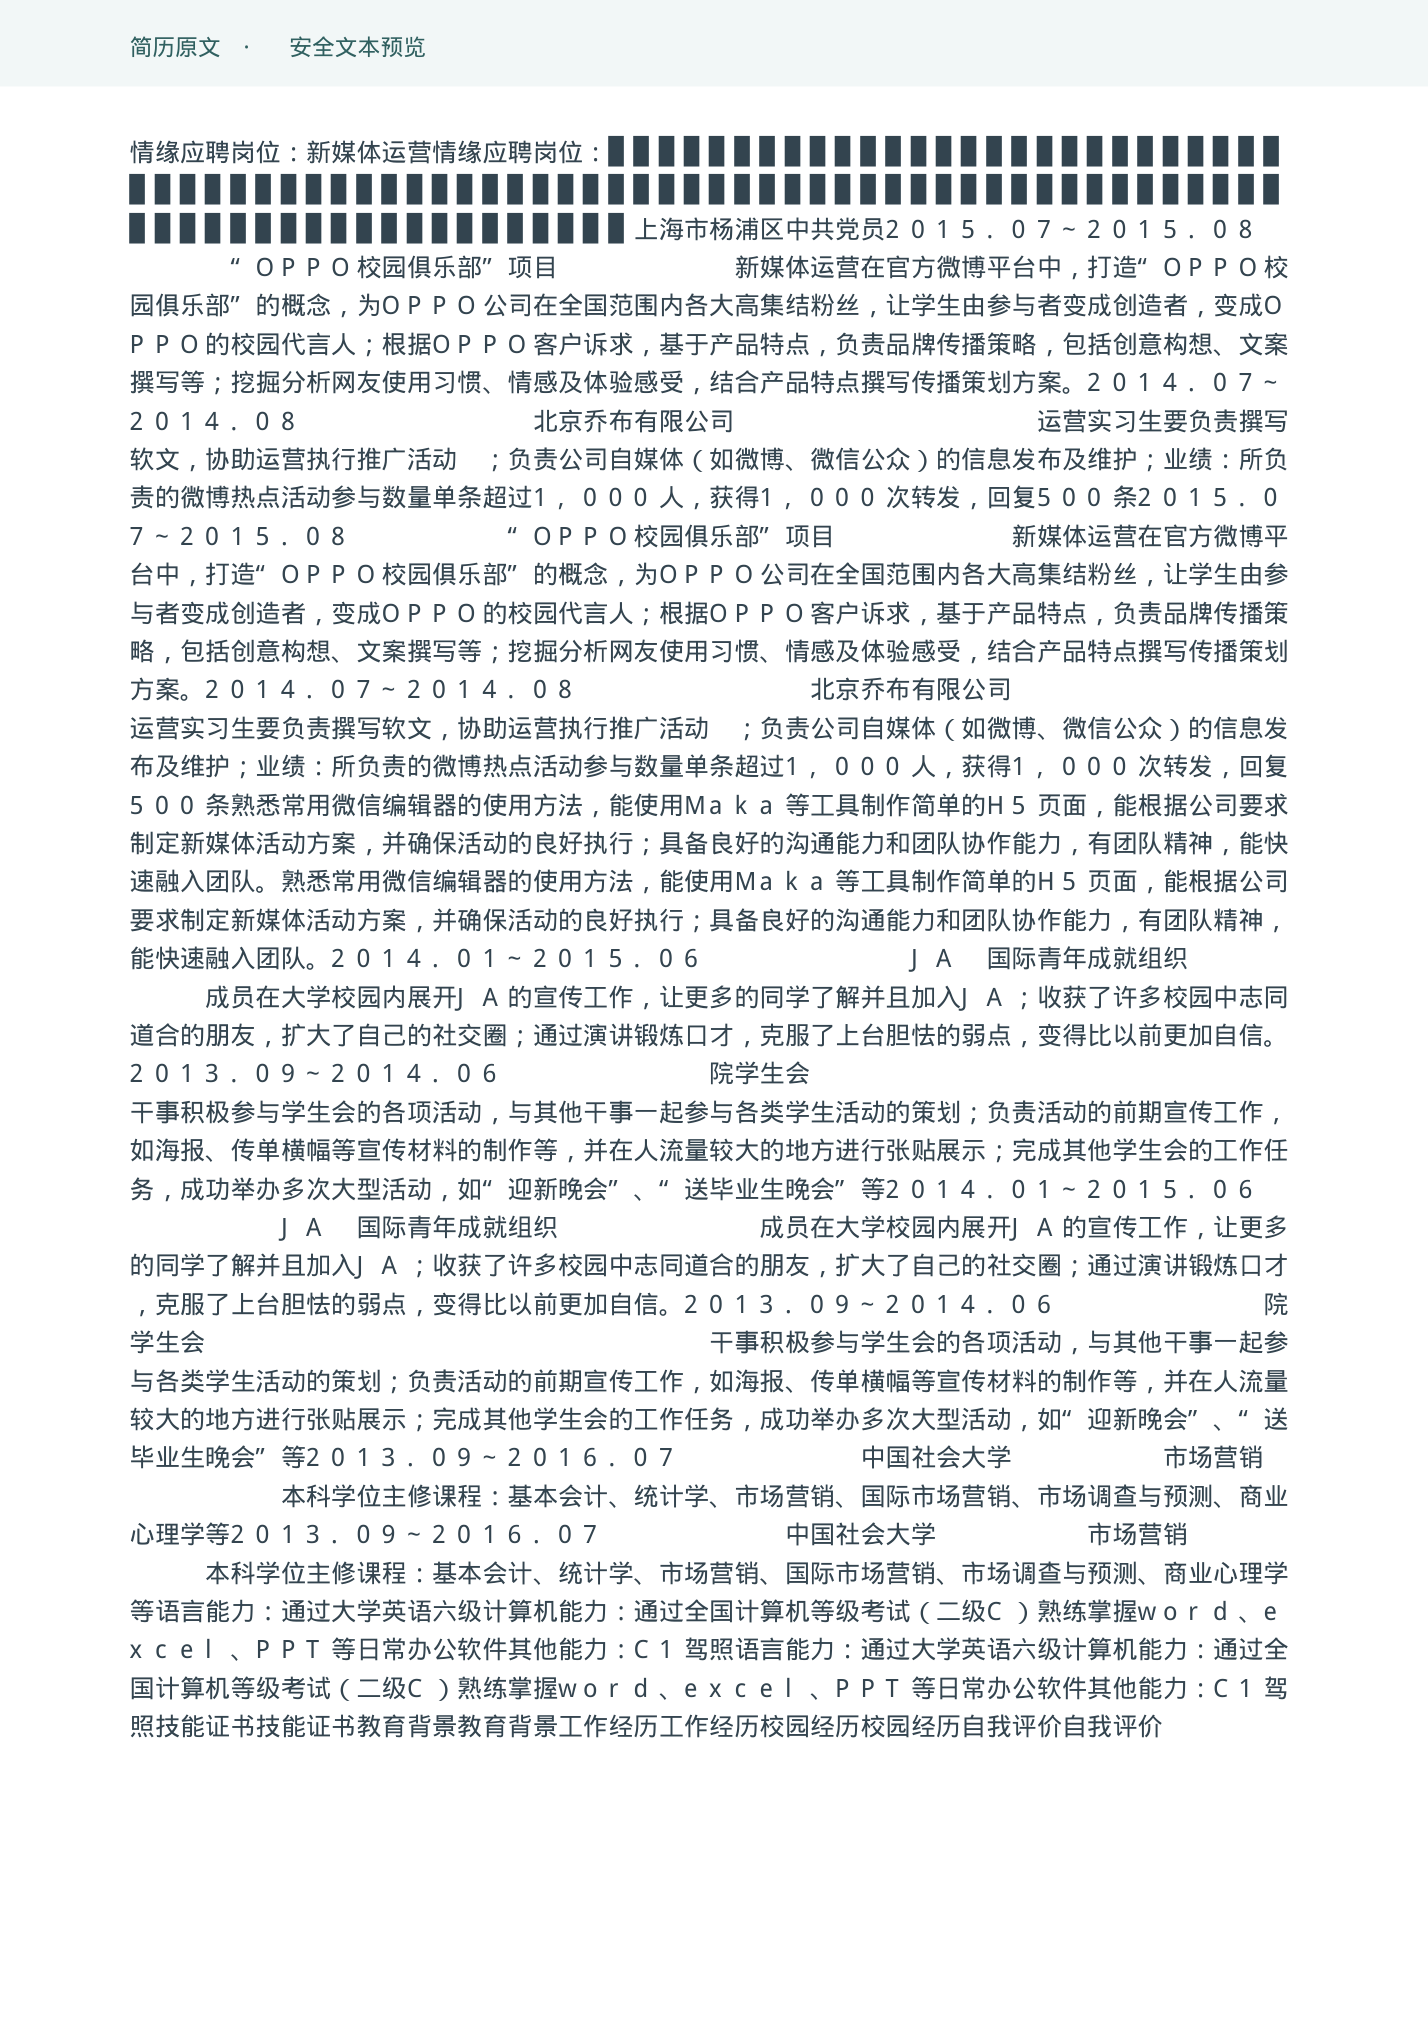 简历原文 · 安全文本预览
情缘应聘岗位：新媒体运营情缘应聘岗位：
上海市杨浦区中共党员2015.07~2015.08
“OPPO校园俱乐部”项目 新媒体运营在官方微博平台中，打造“OPPO校
园俱乐部”的概念，为OPPO公司在全国范围内各大高集结粉丝，让学生由参与者变成创造者，变成O
PPO的校园代言人；根据OPPO客户诉求，基于产品特点，负责品牌传播策略，包括创意构想、文案
撰写等；挖掘分析网友使用习惯、情感及体验感受，结合产品特点撰写传播策划方案。2014.07~
2014.08 北京乔布有限公司 运营实习生要负责撰写
软文，协助运营执行推广活动 ；负责公司自媒体（如微博、微信公众）的信息发布及维护；业绩：所负
责的微博热点活动参与数量单条超过1，000人，获得1，000次转发，回复500条2015.0
7~2015.08 “OPPO校园俱乐部”项目 新媒体运营在官方微博平
台中，打造“OPPO校园俱乐部”的概念，为OPPO公司在全国范围内各大高集结粉丝，让学生由参
与者变成创造者，变成OPPO的校园代言人；根据OPPO客户诉求，基于产品特点，负责品牌传播策
略，包括创意构想、文案撰写等；挖掘分析网友使用习惯、情感及体验感受，结合产品特点撰写传播策划
方案。2014.07~2014.08 北京乔布有限公司
运营实习生要负责撰写软文，协助运营执行推广活动 ；负责公司自媒体（如微博、微信公众）的信息发
布及维护；业绩：所负责的微博热点活动参与数量单条超过1，000人，获得1，000次转发，回复
500条熟悉常用微信编辑器的使用方法，能使用Maka等工具制作简单的H5页面，能根据公司要求
制定新媒体活动方案，并确保活动的良好执行；具备良好的沟通能力和团队协作能力，有团队精神，能快
速融入团队。熟悉常用微信编辑器的使用方法，能使用Maka等工具制作简单的H5页面，能根据公司
要求制定新媒体活动方案，并确保活动的良好执行；具备良好的沟通能力和团队协作能力，有团队精神，
能快速融入团队。2014.01~2015.06 JA 国际青年成就组织
成员在大学校园内展开JA的宣传工作，让更多的同学了解并且加入JA；收获了许多校园中志同
道合的朋友，扩大了自己的社交圈；通过演讲锻炼口才，克服了上台胆怯的弱点，变得比以前更加自信。
2013.09~2014.06 院学生会
干事积极参与学生会的各项活动，与其他干事一起参与各类学生活动的策划；负责活动的前期宣传工作，
如海报、传单横幅等宣传材料的制作等，并在人流量较大的地方进行张贴展示；完成其他学生会的工作任
务，成功举办多次大型活动，如“迎新晚会”、“送毕业生晚会”等2014.01~2015.06
JA 国际青年成就组织 成员在大学校园内展开JA的宣传工作，让更多
的同学了解并且加入JA；收获了许多校园中志同道合的朋友，扩大了自己的社交圈；通过演讲锻炼口才
，克服了上台胆怯的弱点，变得比以前更加自信。2013.09~2014.06 院
学生会 干事积极参与学生会的各项活动，与其他干事一起参
与各类学生活动的策划；负责活动的前期宣传工作，如海报、传单横幅等宣传材料的制作等，并在人流量
较大的地方进行张贴展示；完成其他学生会的工作任务，成功举办多次大型活动，如“迎新晚会”、“送
毕业生晚会”等2013.09~2016.07 中国社会大学 市场营销
本科学位主修课程：基本会计、统计学、市场营销、国际市场营销、市场调查与预测、商业
心理学等2013.09~2016.07 中国社会大学 市场营销
本科学位主修课程：基本会计、统计学、市场营销、国际市场营销、市场调查与预测、商业心理学
等语言能力：通过大学英语六级计算机能力：通过全国计算机等级考试（二级C）熟练掌握word、e
xcel、PPT等日常办公软件其他能力：C1驾照语言能力：通过大学英语六级计算机能力：通过全
国计算机等级考试（二级C）熟练掌握word、excel、PPT等日常办公软件其他能力：C1驾
照技能证书技能证书教育背景教育背景工作经历工作经历校园经历校园经历自我评价自我评价